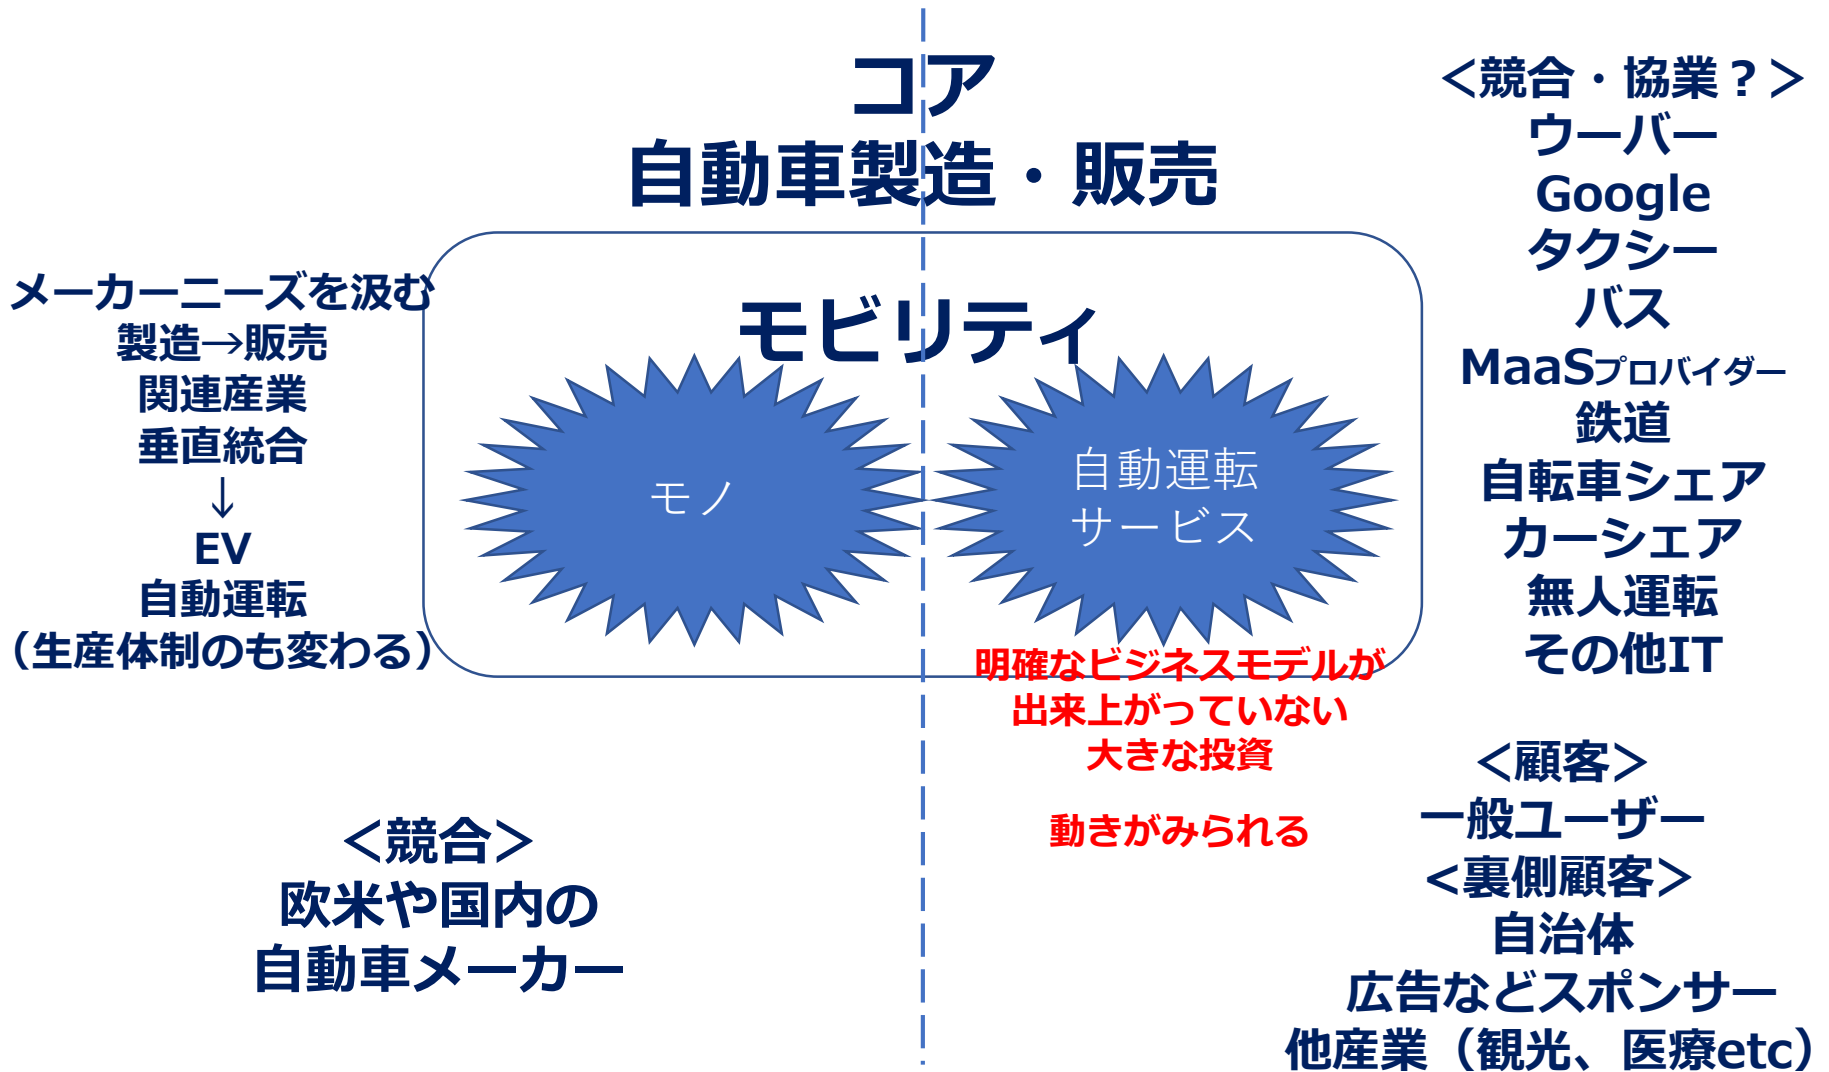 コア
自動車製造・販売
モビリティ
メーカーニーズを汲む
製造→販売
関連産業
垂直統合
↓
EV
自動運転
（生産体制のも変わる）
モノ
自動運転
サービス
明確なビジネスモデルが
出来上がっていない
大きな投資
動きがみられる
＜競合＞
欧米や国内の
自動車メーカー
＜競合・協業？＞
ウーバー
Google
タクシー
バス
MaaSプロバイダー
鉄道
自転車シェア
カーシェア
無人運転
その他IT
＜顧客＞
一般ユーザー
<裏側顧客＞
自治体
広告などスポンサー
他産業（観光、医療etc）